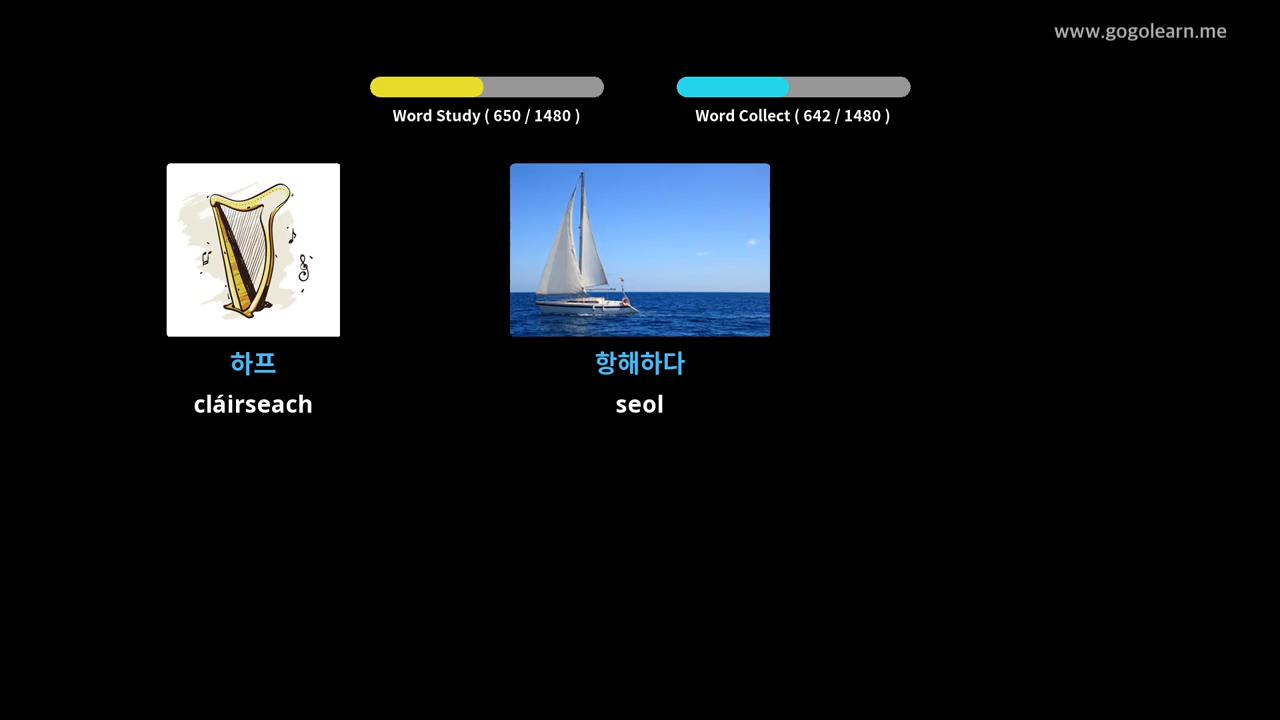 www.gogolearn.me
Word Study ( 650 / 1480 )
Word Collect ( 642 / 1480 )
하프
cláirseach
항해하다
seol